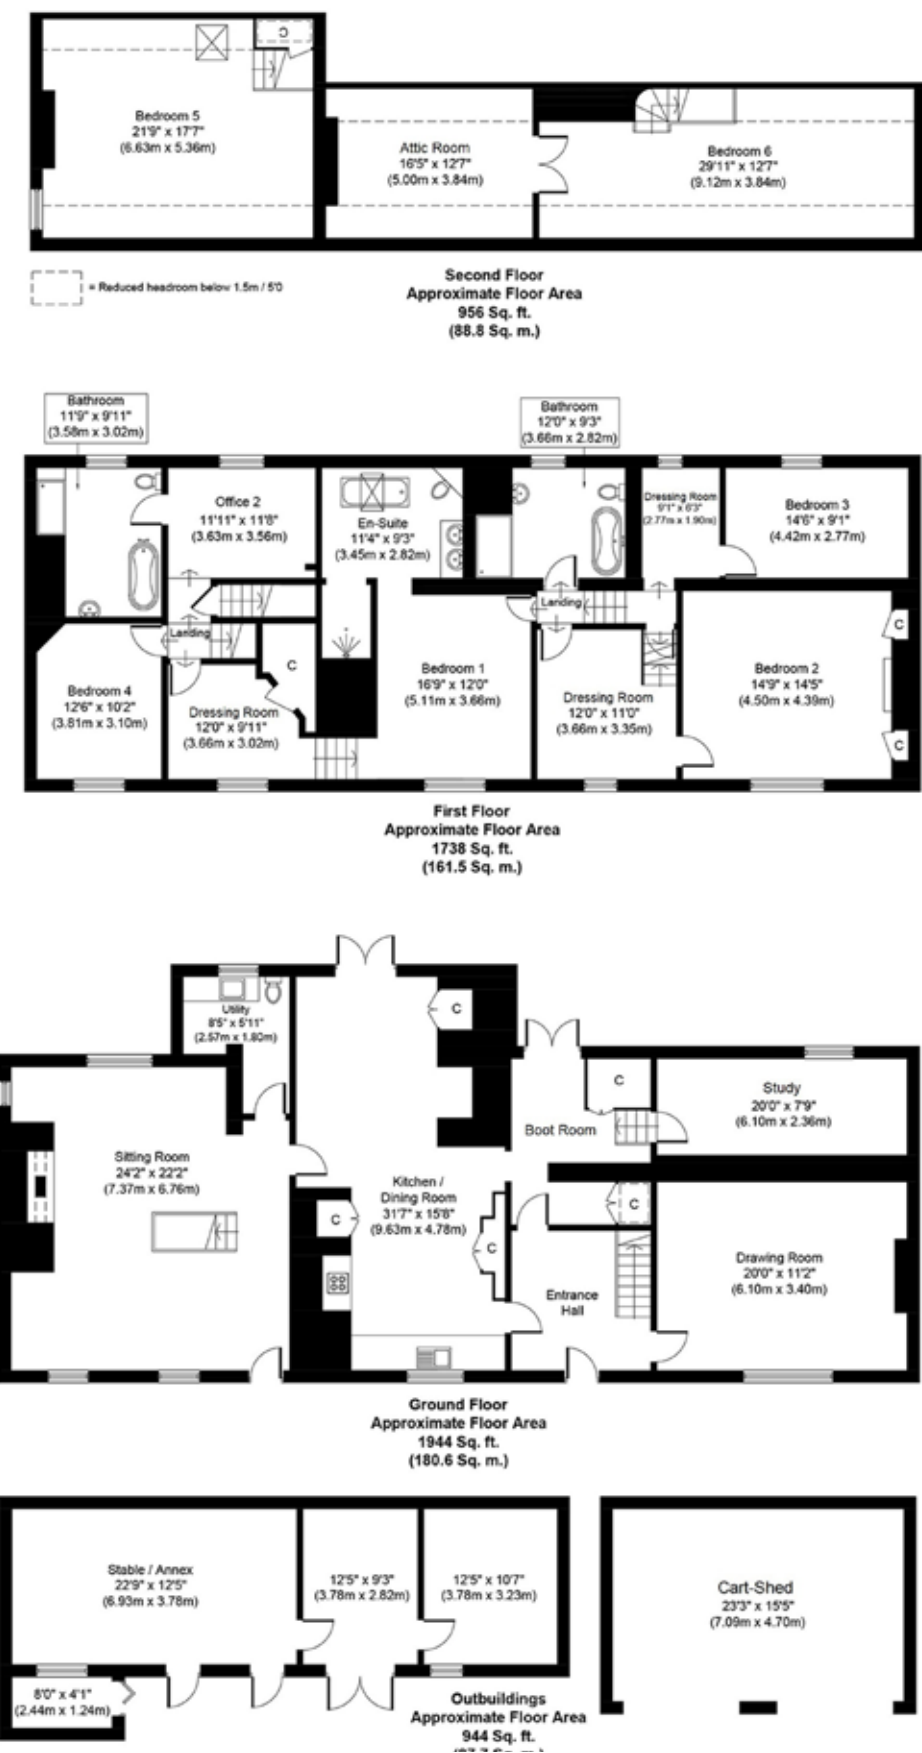 C
Bedroom 5
21'9" x 17'7"
(6.63m x 5.36m)
Attic Room
16'5" x 12'7"
(5.00m x 3.84m)
Bedroom 6
29'11" x 12'7"
(9.12m x 3.84m)
= Reduced headroom below 1.5m / 5'0
Second Floor
Approximate Floor Area
956 Sq. ft.
(88.8 Sq. m.)
Bathroom
11'9" x 9'11"
(3.58m x 3.02m)
Bathroom
12'0" x 9'3"
(3.66m x 2.82m)
Office 2
11'11" x 11'8"
(3.63m x 3.56m)
En-Suite
11'4" x 9'3"
(3.45m x 2.82m)
Dressing Room
9'1" x 6'3"
(2.77m x 1.90m)
Bedroom 3
14'6" x 9'1"
(4.42m x 2.77m)
Landing
Landing
C
C
Bedroom 4
12'6" x 10'2"
(3.81m x 3.10m)
Dressing Room
12'0" x 9'11"
(3.66m x 3.02m)
Bedroom 1
16'9" x 12'0"
(5.11m x 3.66m)
Dressing Room
12'0" x 11'0"
(3.66m x 3.35m)
Bedroom 2
14'9" x 14'5"
(4.50m x 4.39m)
C
First Floor
Approximate Floor Area
1738 Sq. ft.
(161.5 Sq. m.)
Utility
8'5" x 5'11"
(2.57m x 1.80m)
C
C
Study
20'0" x 7'9"
(6.10m x 2.36m)
Boot Room
Sitting Room
24'2" x 22'2"
(7.37m x 6.76m)
Kitchen /
Dining Room
31'7" x 15'8"
(9.63m x 4.78m)
C
C
C
Entrance
Hall
Drawing Room
20'0" x 11'2"
(6.10m x 3.40m)
Ground Floor
Approximate Floor Area
1944 Sq. ft.
(180.6 Sq. m.)
Stable / Annex
22'9" x 12'5"
(6.93m x 3.78m)
12'5" x 9'3"
(3.78m x 2.82m)
12'5" x 10'7"
(3.78m x 3.23m)
Cart-Shed
23'3" x 15'5"
(7.09m x 4.70m)
8'0" x 4'1"
(2.44m x 1.24m)
Outbuildings
Approximate Floor Area
944 Sq. ft.